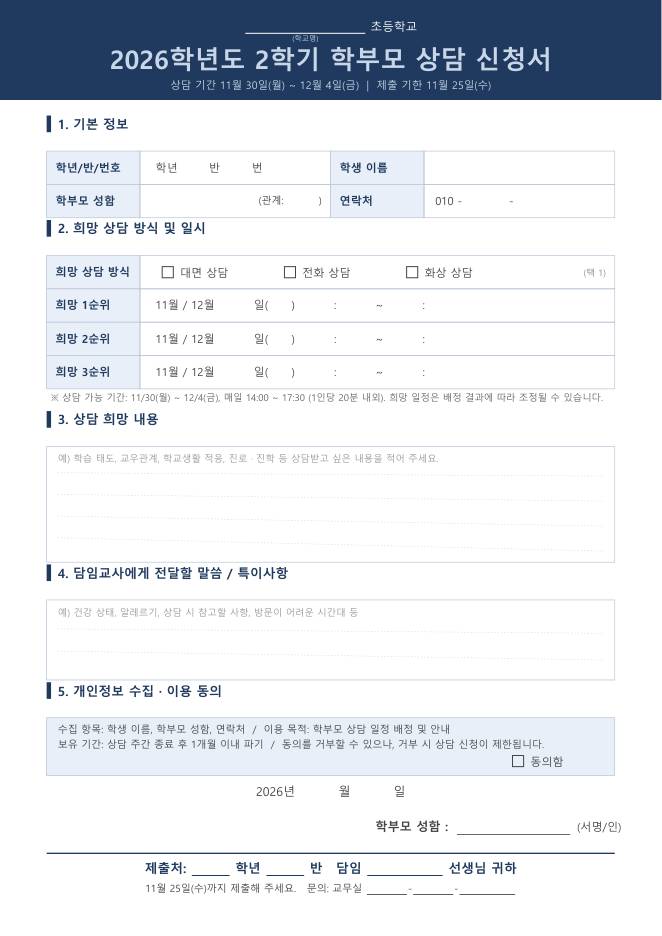 ____________ 초등학교
(학교명)
2026학년도 2학기 학부모 상담 신청서
상담 기간 11월 30일(월) ~ 12월 4일(금) | 제출 기한 11월 25일(수)
1. 기본 정보
학년/반/번호 학년 반 번 학생 이름
학부모 성함 (관계: ) 연락처 010 - -
2. 희망 상담 방식 및 일시
희망 상담 방식 □ 대면 상담 □ 전화 상담 □ 화상 상담 (택 1)
희망 1순위 11월 / 12월 일( ) : ~ :
희망 2순위 11월 / 12월 일( ) : ~ :
희망 3순위 11월 / 12월 일( ) : ~ :
※ 상담 가능 기간: 11/30(월) ~ 12/4(금), 매일 14:00 ~ 17:30 (1인당 20분 내외). 희망 일정은 배정 결과에 따라 조정될 수 있습니다.
3. 상담 희망 내용
예) 학습 태도, 교우관계, 학교생활 적응, 진로 · 진학 등 상담받고 싶은 내용을 적어 주세요.
4. 담임교사에게 전달할 말씀 / 특이사항
예) 건강 상태, 알레르기, 상담 시 참고할 사항, 방문이 어려운 시간대 등
5. 개인정보 수집 · 이용 동의
수집 항목: 학생 이름, 학부모 성함, 연락처 / 이용 목적: 학부모 상담 일정 배정 및 안내
보유 기간: 상담 주간 종료 후 1개월 이내 파기 / 동의를 거부할 수 있으나, 거부 시 상담 신청이 제한됩니다.
□ 동의함
2026년 월 일
학부모 성함 : ____________ (서명/인)
제출처: _____ 학년 _____ 반 담임 __________ 선생님 귀하
11월 25일(수)까지 제출해 주세요. 문의: 교무실 ______-______-________